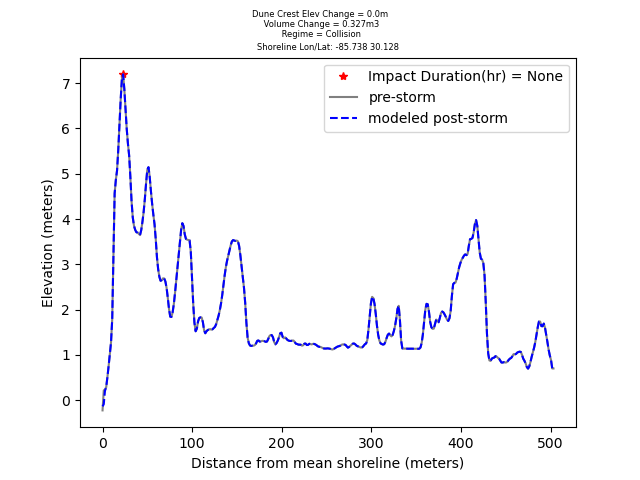 Dune Crest Elev Change = 0.0m
Volume Change = 0.327m3
Regime = Collision
Shoreline Lon/Lat: -85.738 30.128
Impact Duration(hr) = None
pre-storm
modeled post-storm
Elevation (meters)
7
6
5
4
3
2
1
0
0 100 200 300 400 500
Distance from mean shoreline (meters)